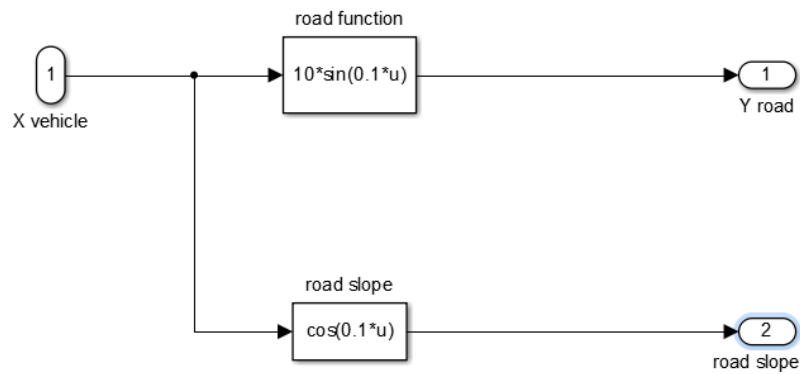 road function
1
10*sin(0.1*u)
1
X vehicle
Y road
road slope
cos(0.1*u)
2
road slope